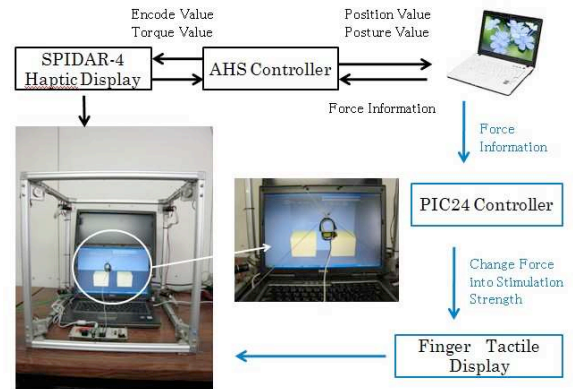 Encode Value
Torque Value
Position Value
Posture Value
SPIDAR-4
Haptic Display
AHS Controller
Force Information
Force
Information
PIC24 Controller
Change Force
into Stimulation
Strength
Finger Tactile
Display